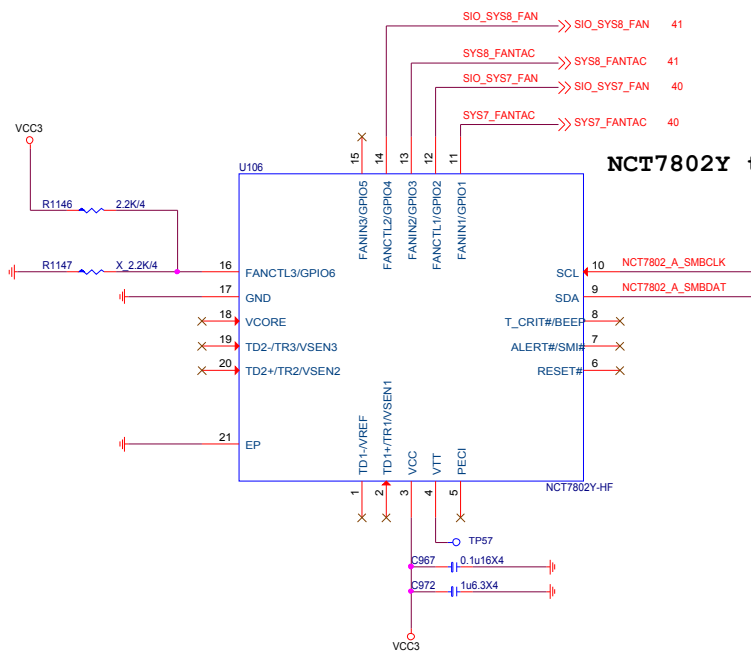 SIO_SYS8_FAN SIO_SYS8_FAN 41
SYS8_FANTAC SYS8_FANTAC 41
SIO_SYS7_FAN SIO_SYS7_FAN 40
SYS7_FANTAC SYS7_FANTAC 40
VCC3
15 14 13 12 11
U106
NCT7802Y
FANIN3/GPIO5
FANCTL2/GPIO4
FANIN2/GPIO3
FANCTL1/GPIO2
FANIN1/GPIO1
R1146 2.2K/4
R1147 X_2.2K/4
16 FANCTL3/GPIO6
17 GND
18 VCORE
19 TD2-/TR3/VSEN3
20 TD2+/TR2/VSEN2
21 EP
SCL 10 NCT7802_A_SMBCLK
SDA 9 NCT7802_A_SMBDAT
T_CRIT#/BEEP 8
ALERT#/SMI# 7
RESET# 6
TD1-/VREF
TD1+/TR1/VSEN1
VCC
VTT
PECI
1 2 3 4 5
NCT7802Y-HF
TP57
C967 0.1u16X4
C972 1u6.3X4
VCC3